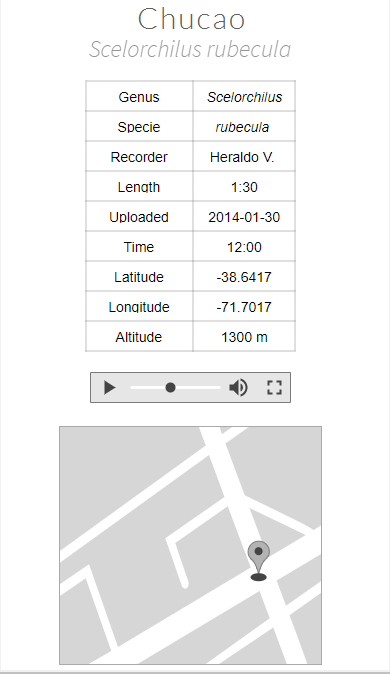 Chucao
Scelorchilus rubecula
Genus Scelorchilus
Specie rubecula
Recorder Heraldo V.
Length 1:30
Uploaded 2014-01-30
Time 12:00
Latitude -38.6417
Longitude -71.7017
Altitude 1300 m